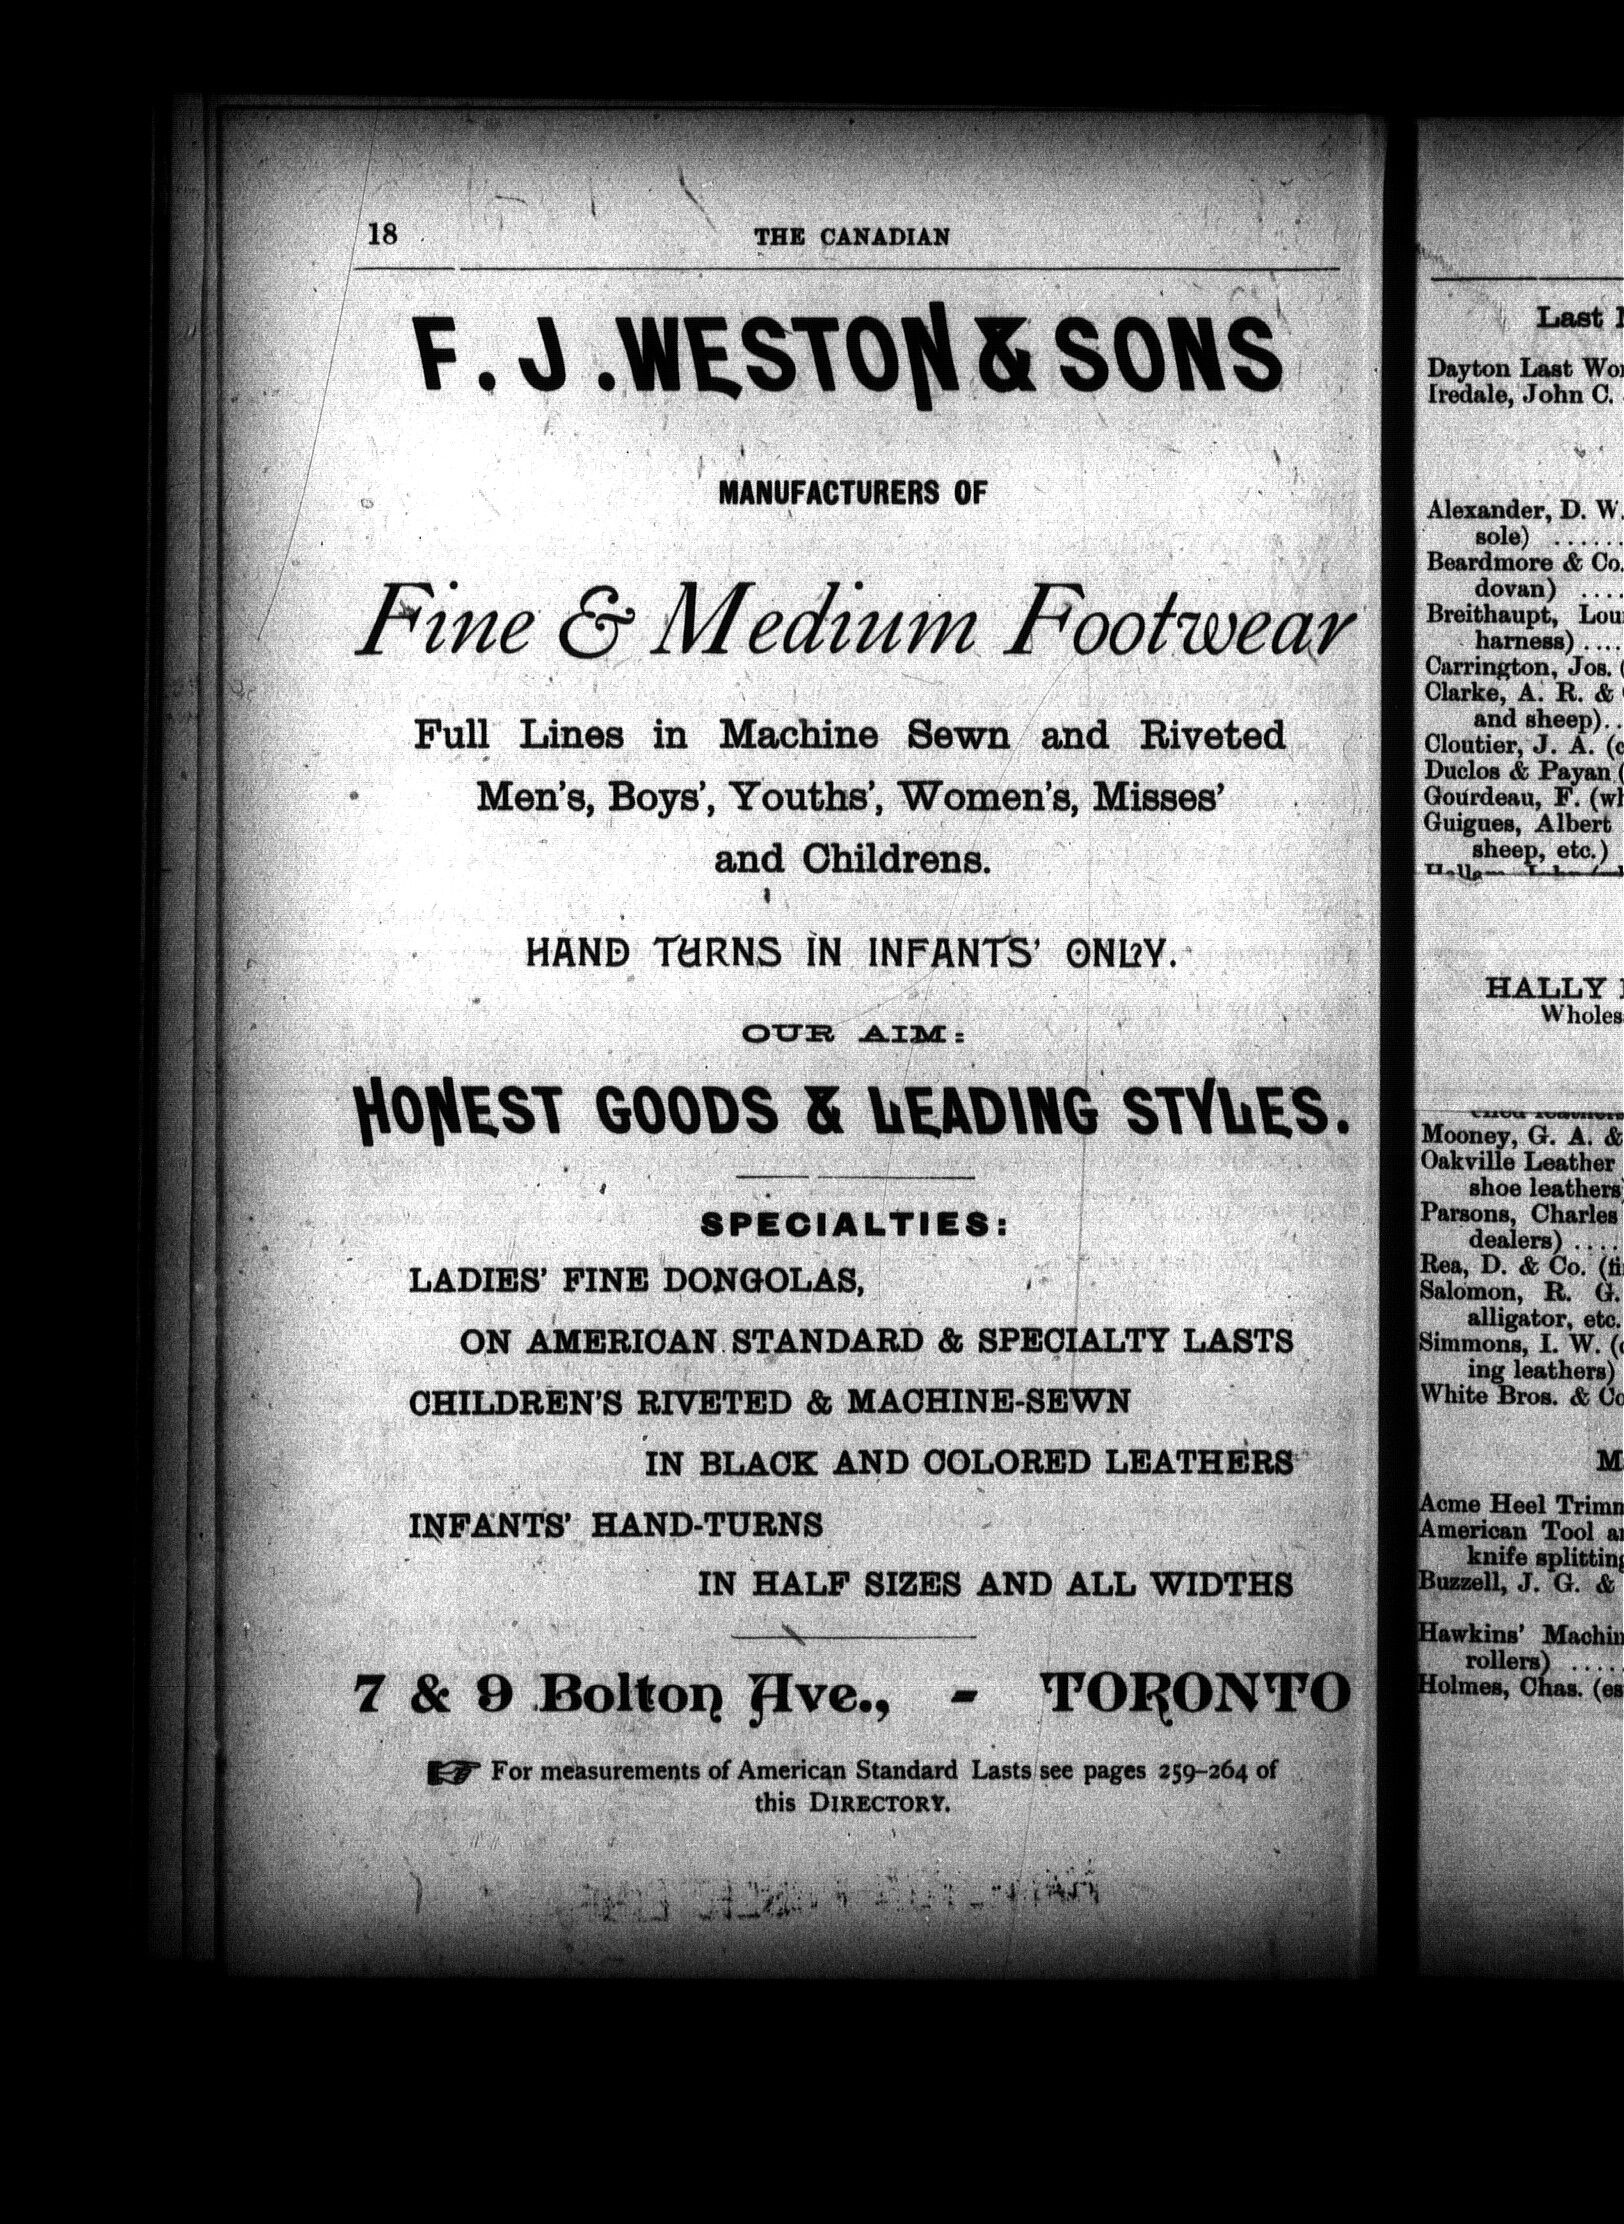 18
THE CANADIAN
F. J. WESTON & SONS
MANUFACTURERS OF
Fine & Medium Footwear
Full Lines in Machine Sewn and Riveted
Men's, Boys', Youths', Women's, Misses'
and Childrens.
HAND TURNS IN INFANTS' ONLY.
OUR AIM:
HONEST GOODS & LEADING STYLES.
SPECIALTIES:
LADIES' FINE DONGOLAS,
ON AMERICAN STANDARD & SPECIALTY LASTS
CHILDREN'S RIVETED & MACHINE-SEWN
IN BLACK AND COLORED LEATHERS
INFANTS' HAND-TURNS
IN HALF SIZES AND ALL WIDTHS
7 & 9 Bolton Ave., - TORONTO
☞ For measurements of American Standard Lasts see pages 259-264 of
this DIRECTORY.
Last
Dayton Last
Iredale, John C.
Alexander, D. W.
sole) ......
Beardmore & Co.
dovan) ....
Breithaupt,
harness)....
Carrington, Jos.
Clarke, A. R. &
and sheep)..
Cloutier, J. A.
Duclos & Payan
Gourdeau, F.
Guigues, Albert
sheep, etc.)
HALLY
Mooney, G. A. &
Oakville Leather
shoe leathers
Parsons, Charles
dealers) ....
Rea, D. & Co.
Salomon, R. G.
alligator, etc.
Simmons, I. W.
ing leathers)
White Bros. &
Acme Heel
American Tool
knife
Buzzell, J. G. &
Hawkins'
rollers) ....
Holmes, Chas.